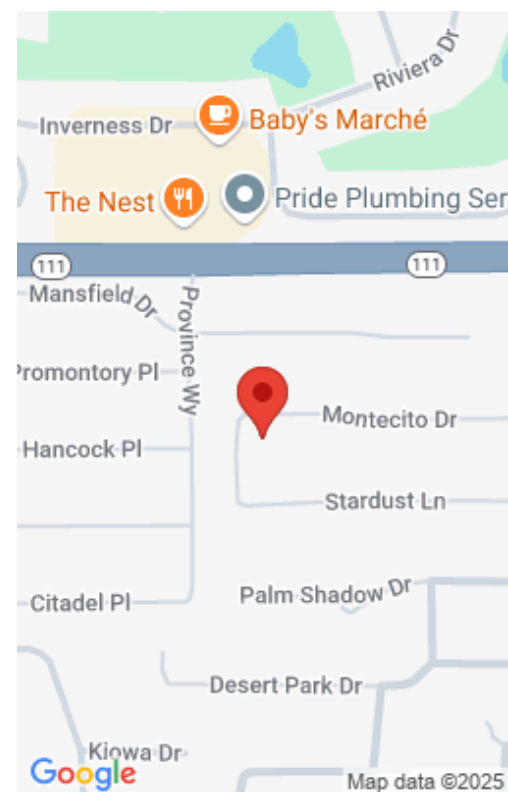 Riviera Dr
Baby's Marché
Inverness Dr
The Nest
Pride Plumbing Ser
111
111
Mansfield Dr
Province Wy
Promontory Pl
Montecito Dr
Hancock Pl
Stardust Ln
Palm Shadow Dr
Citadel Pl
Desert Park Dr
Kiowa Dr
Google
Map data ©2025